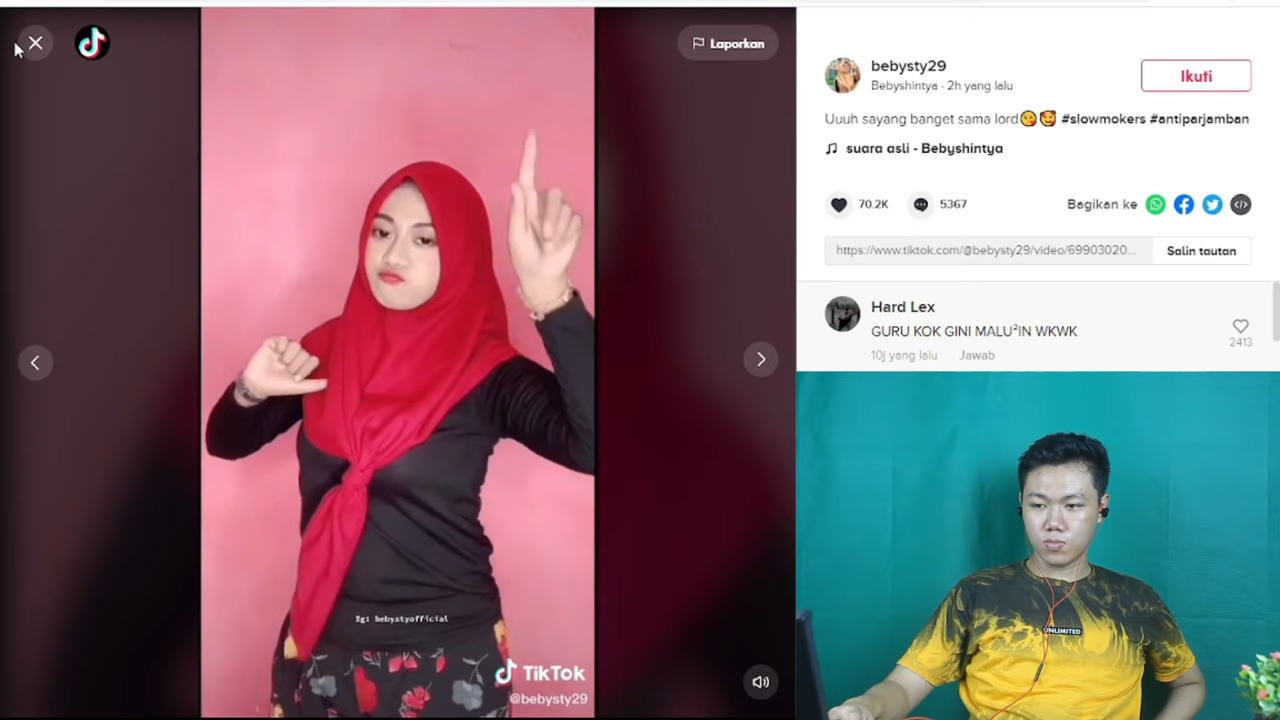 Laporkan
Ig: bebystyofficial
TikTok
@bebysty29
bebysty29
Bebyshintya · 2h yang lalu
Ikuti
Uuuh sayang banget sama lord😘🥰 #slowmokers #antiparjamban
♫ suara asli - Bebyshintya
70.2K
5367
Bagikan ke
https://www.tiktok.com/@bebysty29/video/69903020...
Salin tautan
Hard Lex
GURU KOK GINI MALU²IN WKWK
2413
10j yang lalu Jawab
UNLIMITED